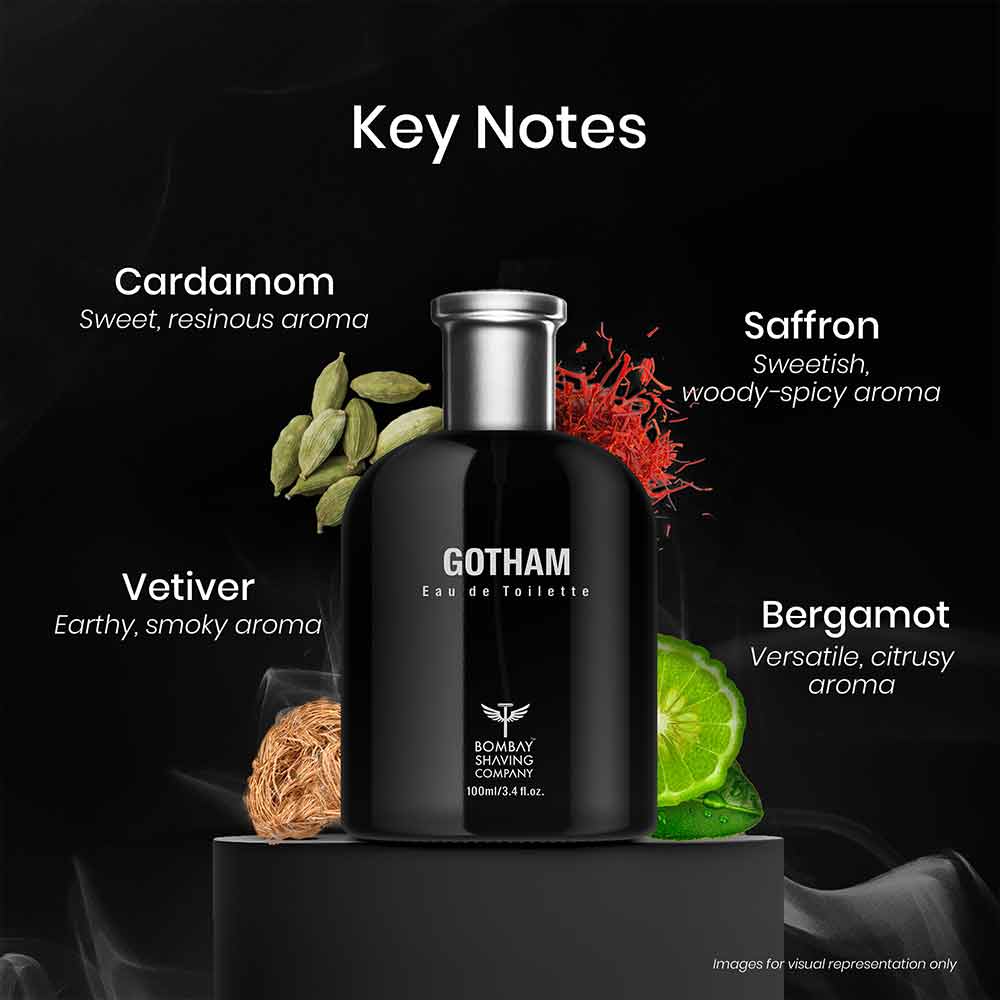 Key Notes
Cardamom
Sweet, resinous aroma
Saffron
Sweetish,
woody-spicy aroma
GOTHAM
Eau de Toilette
Vetiver
Earthy, smoky aroma
Bergamot
Versatile, citrusy
aroma
BOMBAY™
SHAVING
COMPANY
100ml/3.4 fl.oz.
Images for visual representation only